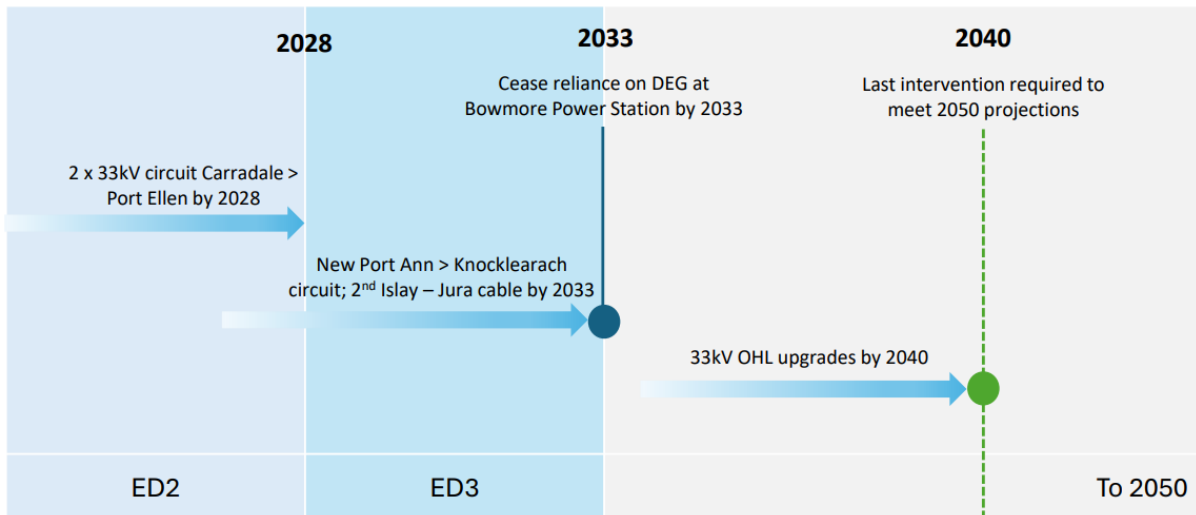 2028
2033
2040
Cease reliance on DEG at
Bowmore Power Station by 2033
Last intervention required to
meet 2050 projections
2 x 33kV circuit Carradale >
Port Ellen by 2028
New Port Ann > Knocklearach
circuit; 2nd Islay – Jura cable by 2033
33kV OHL upgrades by 2040
ED2
ED3
To 2050